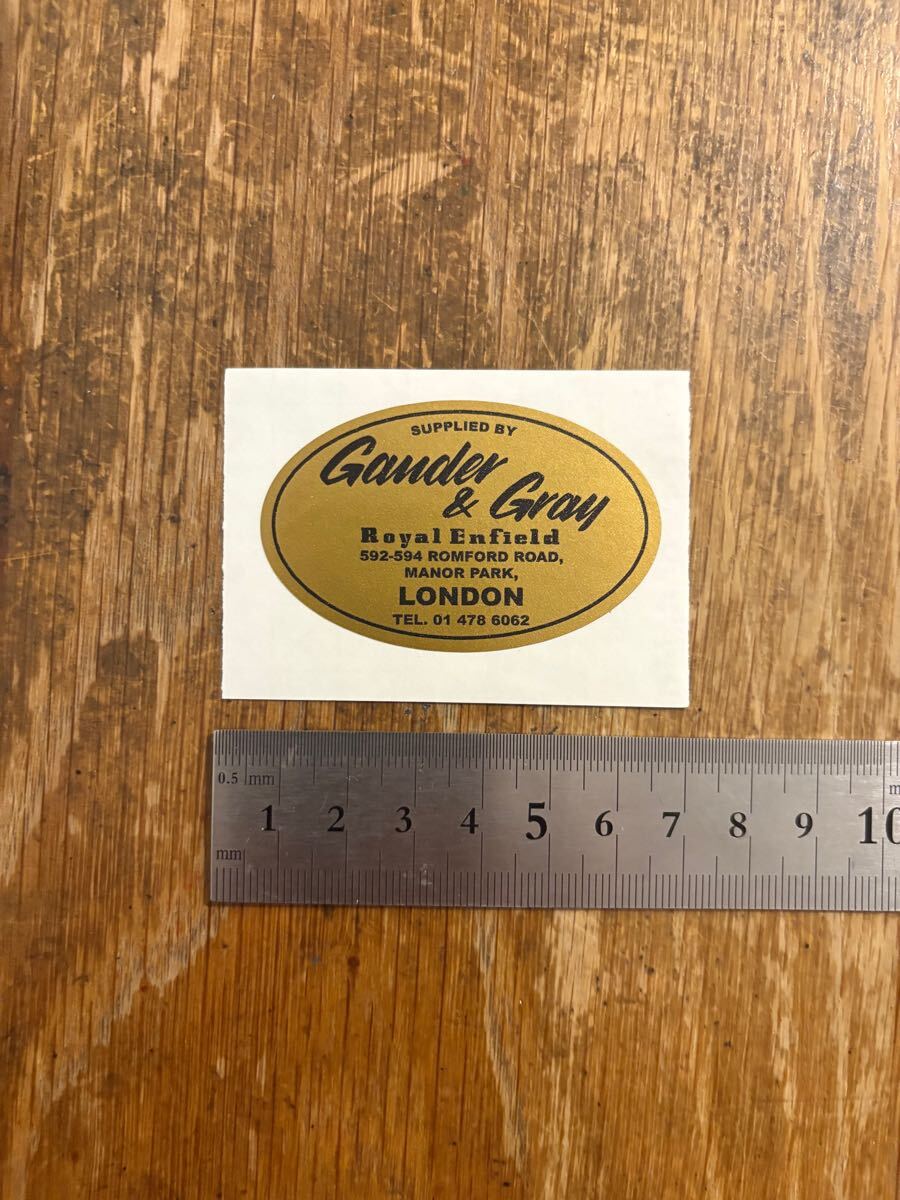 SUPPLIED BY
Gander
& Gray
Royal Enfield
592-594 ROMFORD ROAD,
MANOR PARK,
LONDON
TEL. 01 478 6062
0.5 mm
1 2 3 4 5 6 7 8 9 10
mm